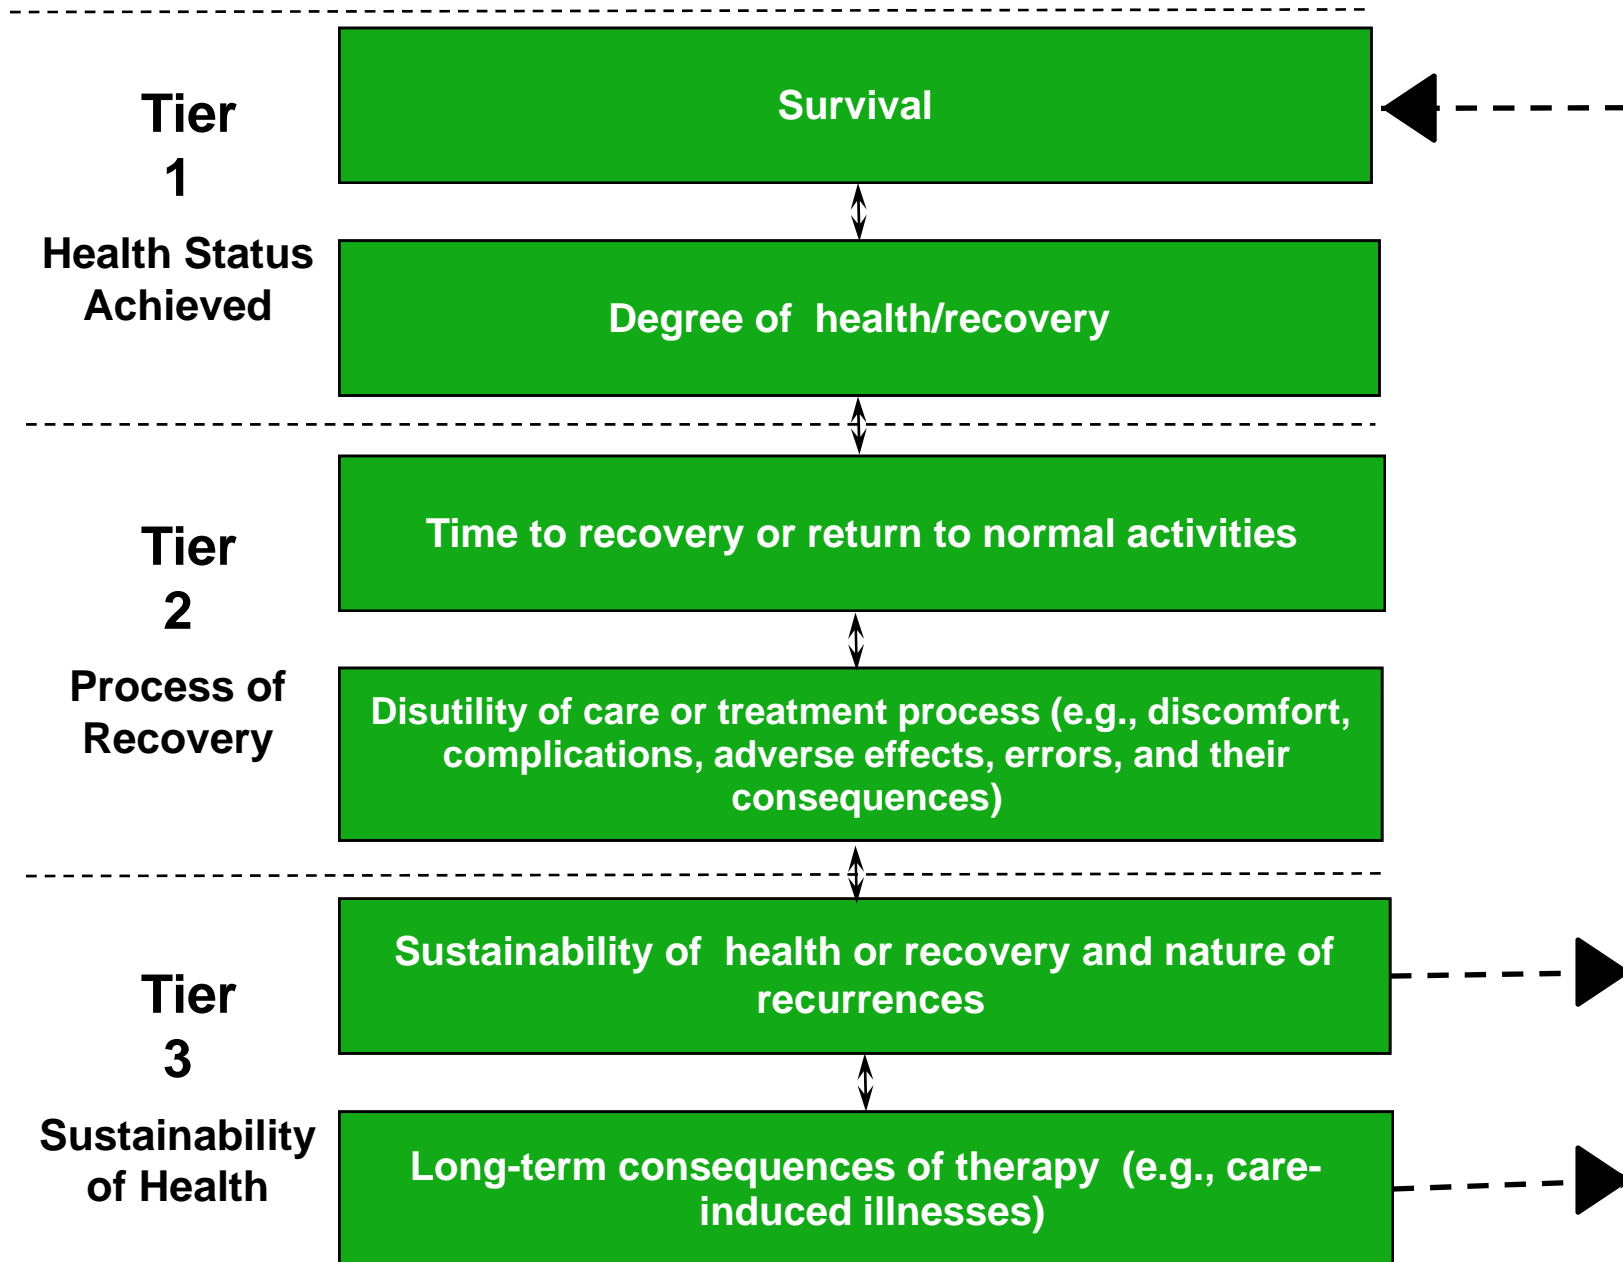 Tier
1
Health Status
Achieved
Survival
Degree of health/recovery
Tier
2
Process of
Recovery
Time to recovery or return to normal activities
Disutility of care or treatment process (e.g., discomfort,
complications, adverse effects, errors, and their
consequences)
Tier
3
Sustainability
of Health
Sustainability of health or recovery and nature of
recurrences
Long-term consequences of therapy (e.g., care-
induced illnesses)